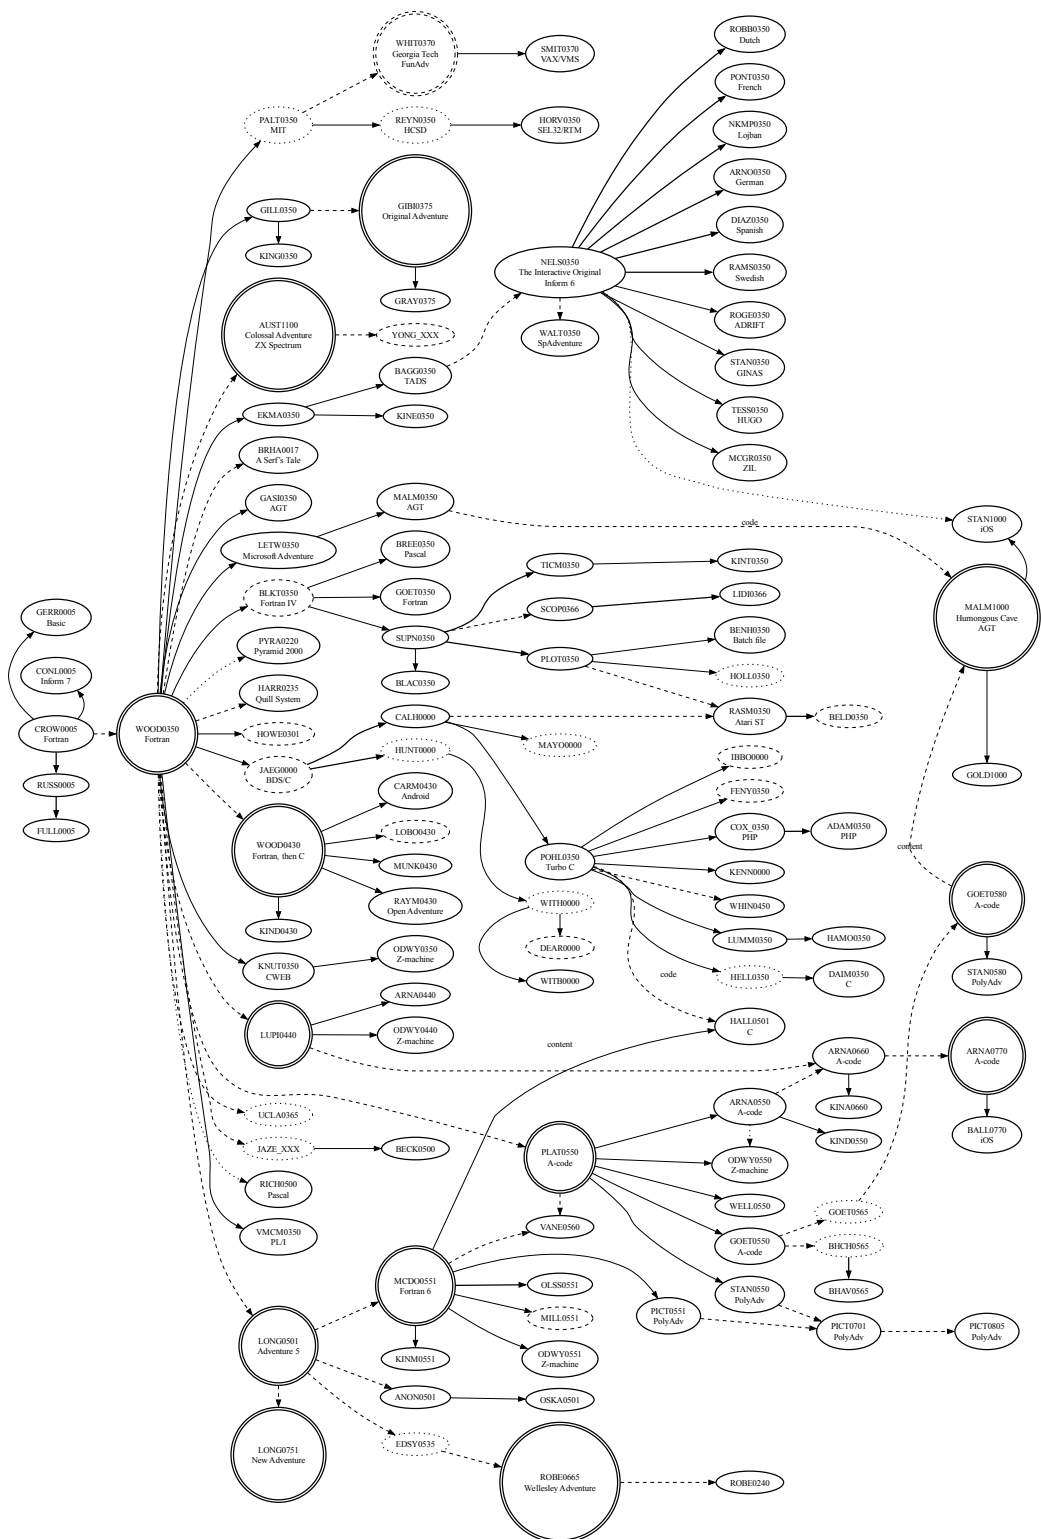 WHIT0370
Georgia Tech
FunAdv
SMIT0370
VAX/VMS
ROBB0350
Dutch
PONT0350
French
PALT0350
MIT
REYN0350
HCSD
HORV0350
SEL32/RTM
NKMP0350
Lojban
ARNO0350
German
GILL0350
GIBI0375
Original Adventure
DIAZ0350
Spanish
KING0350
NELS0350
The Interactive Original
Inform 6
RAMS0350
Swedish
GRAY0375
ROGE0350
ADRIFT
AUST1100
Colossal Adventure
ZX Spectrum
YONG_XXX
WALT0350
SpAdventure
STAN0350
GINAS
BAGG0350
TADS
EKMA0350
KINE0350
TESS0350
HUGO
BRHA0017
A Serf's Tale
MCGR0350
ZIL
GASI0350
AGT
MALM0350
AGT
code
STAN1000
iOS
LETW0350
Microsoft Adventure
BREE0350
Pascal
TICM0350
KINT0350
BLKT0350
Fortran IV
GOET0350
Fortran
SCOP0366
LIDI0366
MALM1000
Humongous Cave
AGT
GERR0005
Basic
PYRA0220
Pyramid 2000
SUPN0350
BENH0350
Batch file
PLOT0350
HOLL0350
CONL0005
Inform 7
BLAC0350
HARR0235
Quill System
RASM0350
Atari ST
BELD0350
CROW0005
Fortran
WOOD0350
Fortran
HOWE0301
CALH0000
HUNT0000
MAYO0000
IBBO0000
JAEG0000
BDS/C
GOLD1000
RUSS0005
CARM0430
Android
FENY0350
FULL0005
LOBO0430
COX_0350
PHP
ADAM0350
PHP
WOOD0430
Fortran, then C
content
MUNK0430
POHL0350
Turbo C
KENN0000
RAYM0430
Open Adventure
WITH0000
WHIN0450
GOET0580
A-code
KIND0430
DEAR0000
LUMM0350
HAMO0350
KNUT0350
CWEB
ODWY0350
Z-machine
WITB0000
code
HELL0350
DAIM0350
C
STAN0580
PolyAdv
ARNA0440
LUPI0440
ODWY0440
Z-machine
content
HALL0501
C
ARNA0660
A-code
ARNA0770
A-code
UCLA0365
ARNA0550
A-code
KINA0660
JAZE_XXX
BECK0500
PLAT0550
A-code
KIND0550
BALL0770
iOS
ODWY0550
Z-machine
RICH0500
Pascal
WELL0550
GOET0565
VMCM0350
PL/I
VANE0560
GOET0550
A-code
BHCH0565
MCDO0551
Fortran 6
OLSS0551
STAN0550
PolyAdv
BHAV0565
LONG0501
Adventure 5
MILL0551
PICT0551
PolyAdv
PICT0701
PolyAdv
PICT0805
PolyAdv
KINM0551
ODWY0551
Z-machine
ANON0501
OSKA0501
LONG0751
New Adventure
EDSY0535
ROBE0665
Wellesley Adventure
ROBE0240